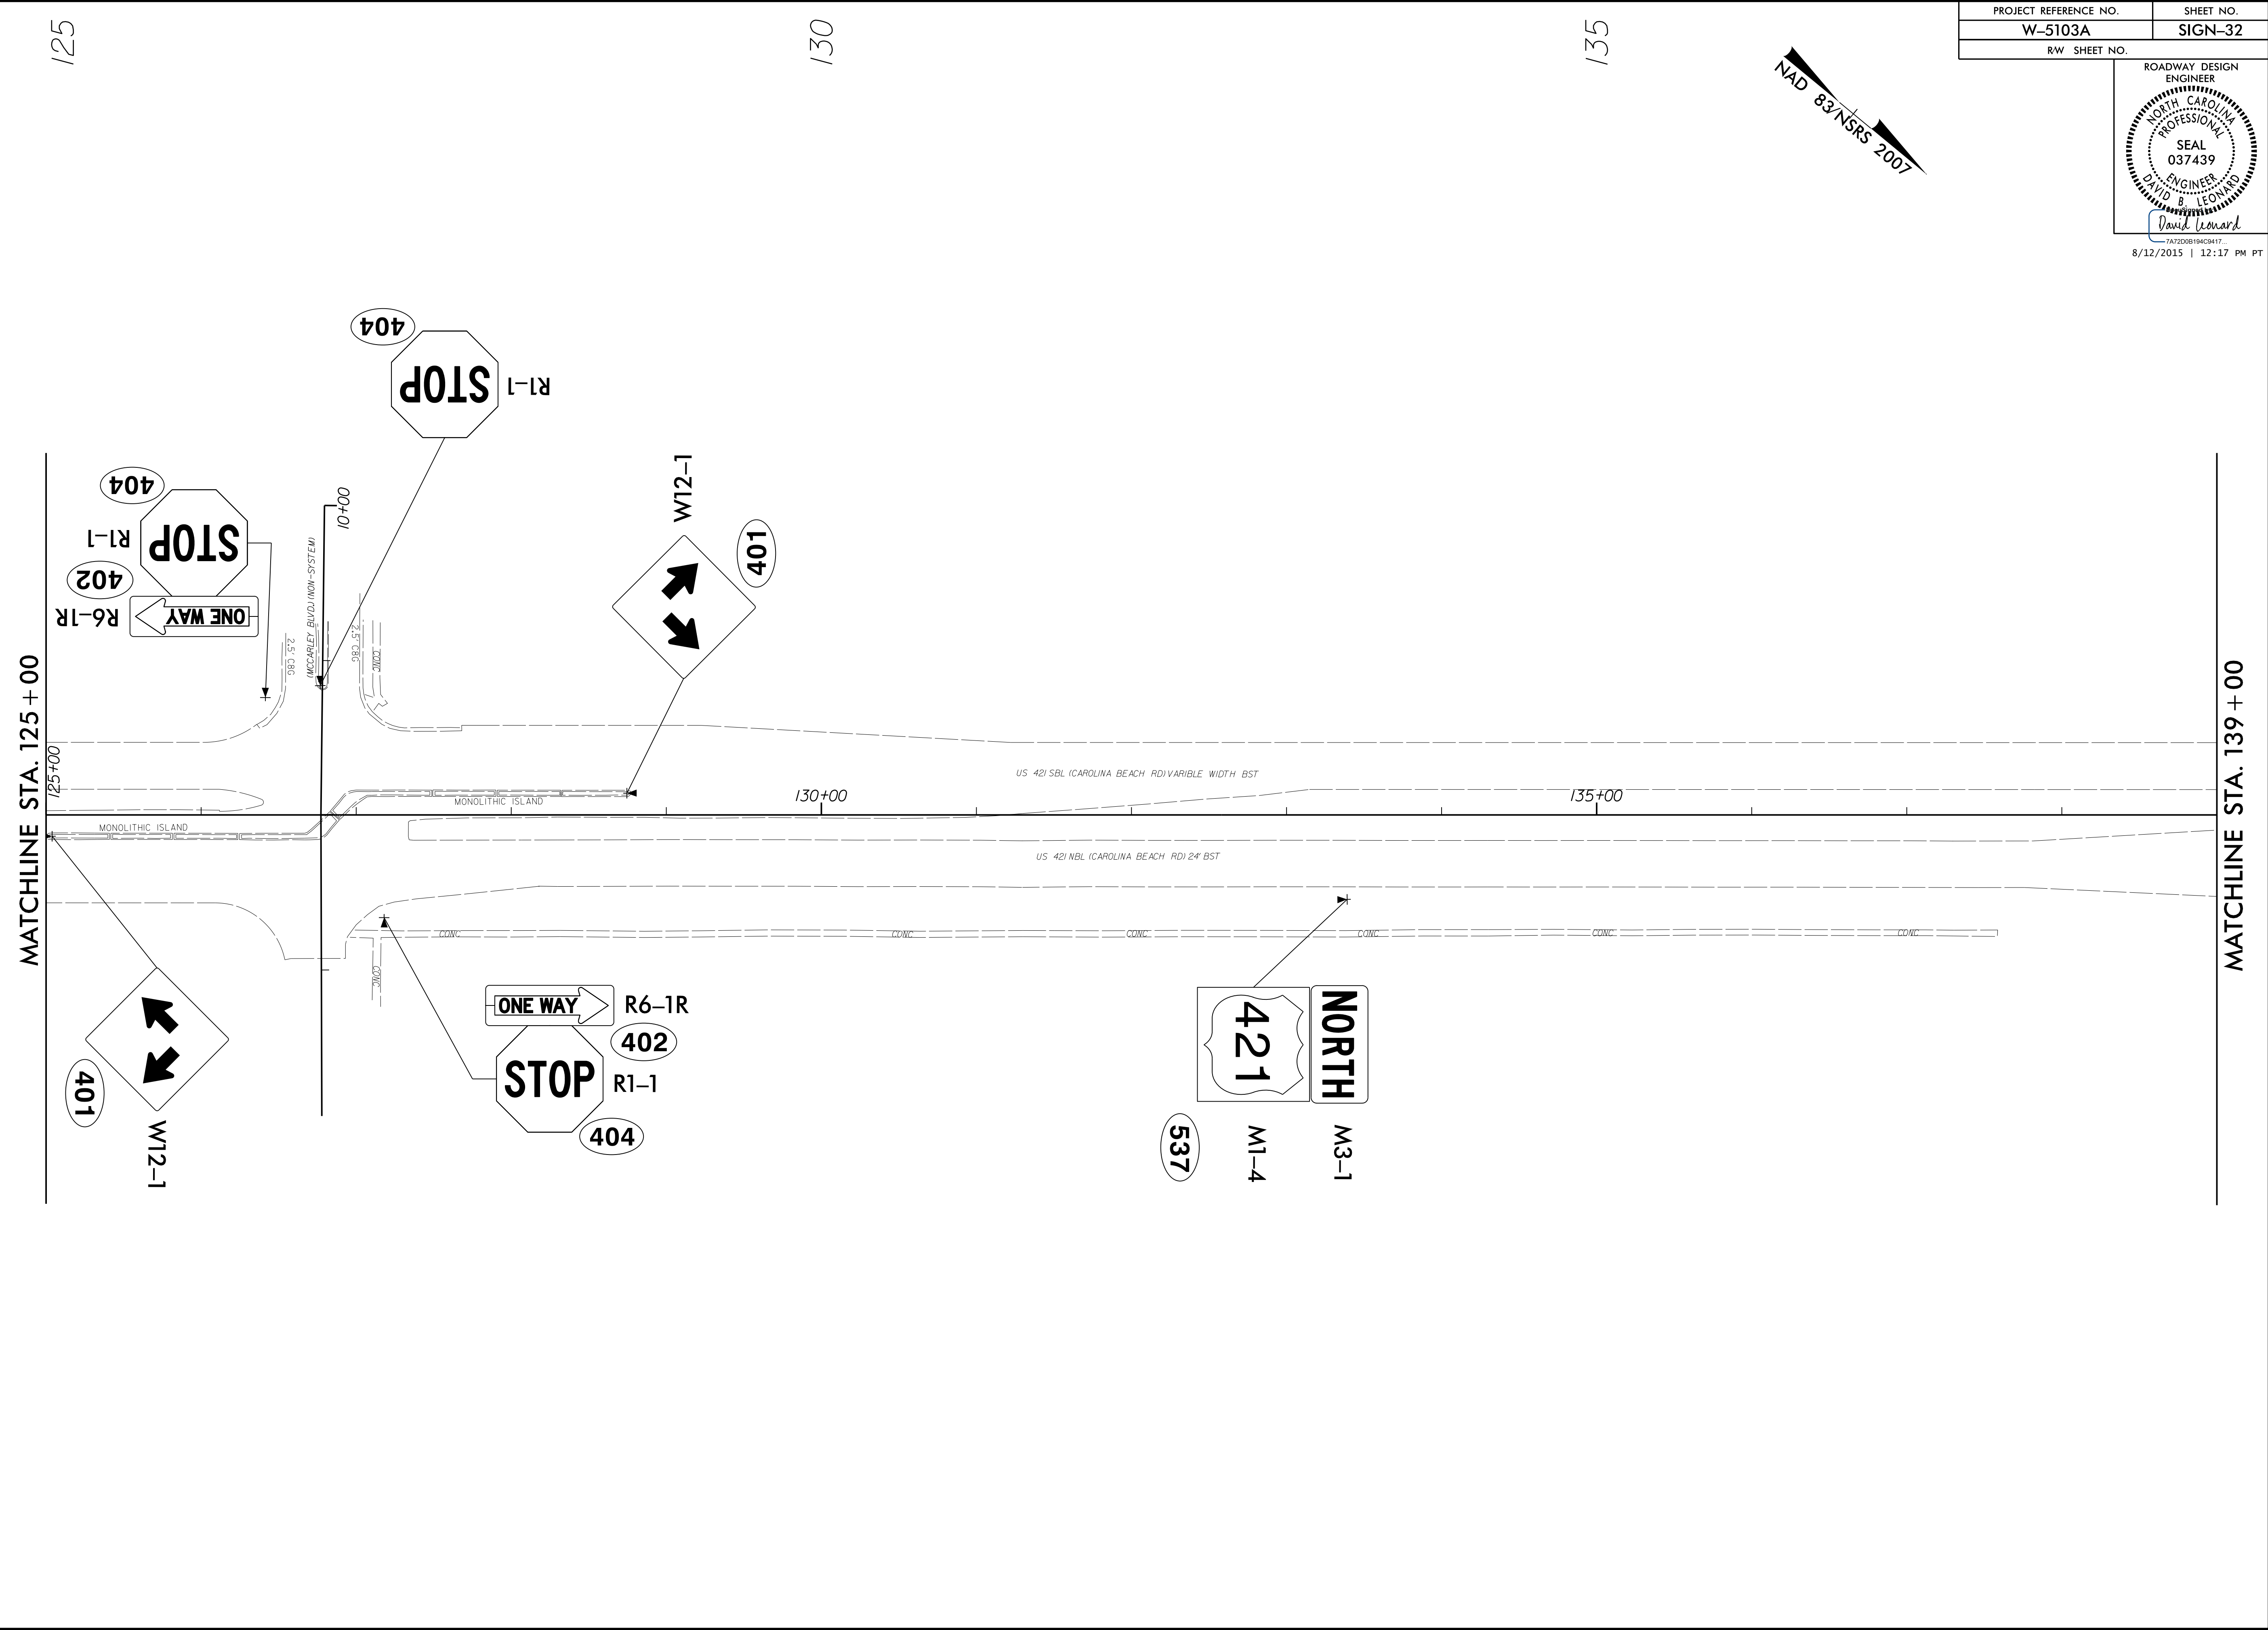 125
130
135
PROJECT REFERENCE NO.
SHEET NO.
W–5103A
SIGN–32
R/W SHEET NO.
ROADWAY DESIGN
ENGINEER
NORTH CAROLINA
PROFESSIONAL
SEAL
037439
ENGINEER
DAVID B. LEONARD
David Leonard
7A72D0B194C9417...
8/12/2015 | 12:17 PM PT
NAD 83/NSRS 2007
404
STOP
R1–1
404
STOP
R1–1
402
ONE WAY
R6–1R
10+00
(MCCARLEY BLVD.) (NON-SYSTEM)
2.5' C&G
2.5' C&G
CONC
W12–1
401
MATCHLINE STA. 125+00
125+00
MONOLITHIC ISLAND
MONOLITHIC ISLAND
130+00
135+00
US 421 SBL (CAROLINA BEACH RD) VARIBLE WIDTH BST
US 421 NBL (CAROLINA BEACH RD) 24' BST
MATCHLINE STA. 139+00
CONC
CONC
CONC
CONC
CONC
CONC
CONC
401
W12–1
ONE WAY
R6–1R
402
STOP
R1–1
404
NORTH
421
537
M1–4
M3–1